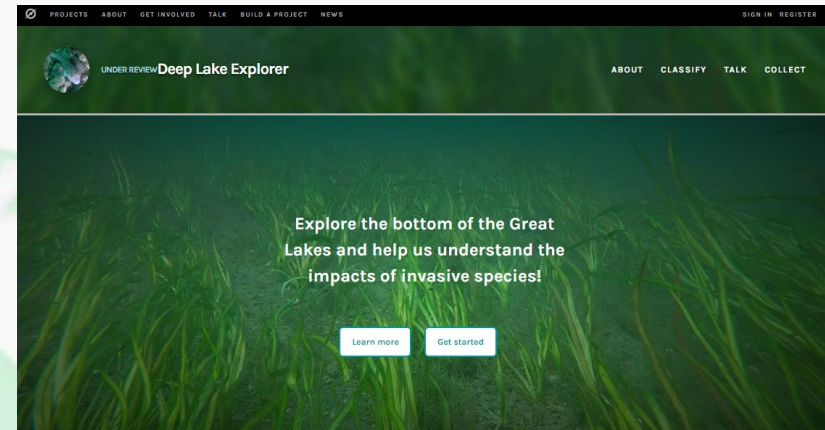 PROJECTS ABOUT GET INVOLVED TALK BUILD A PROJECT NEWS SIGN IN REGISTER
UNDER REVIEW Deep Lake Explorer ABOUT CLASSIFY TALK COLLECT
Explore the bottom of the Great
Lakes and help us understand the
impacts of invasive species!
Learn more Get started